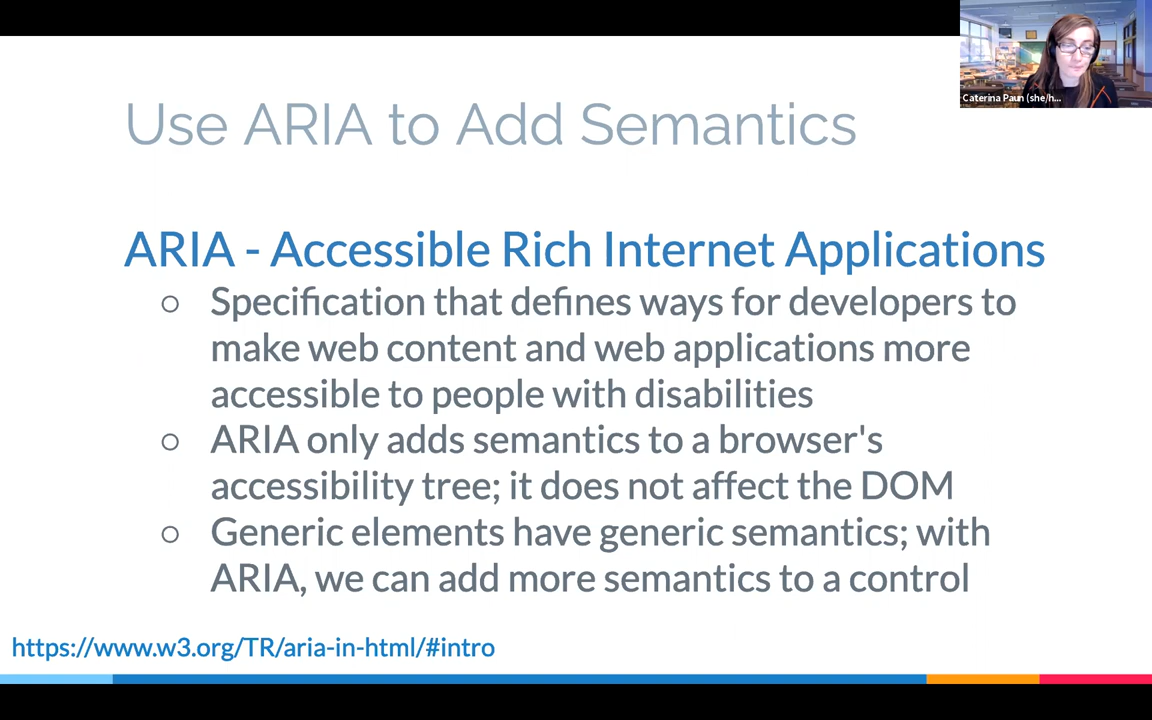 Caterina Paun (she/h...
Use ARIA to Add Semantics
ARIA - Accessible Rich Internet Applications
○ Specification that defines ways for developers to
make web content and web applications more
accessible to people with disabilities
○ ARIA only adds semantics to a browser's
accessibility tree; it does not affect the DOM
○ Generic elements have generic semantics; with
ARIA, we can add more semantics to a control
https://www.w3.org/TR/aria-in-html/#intro